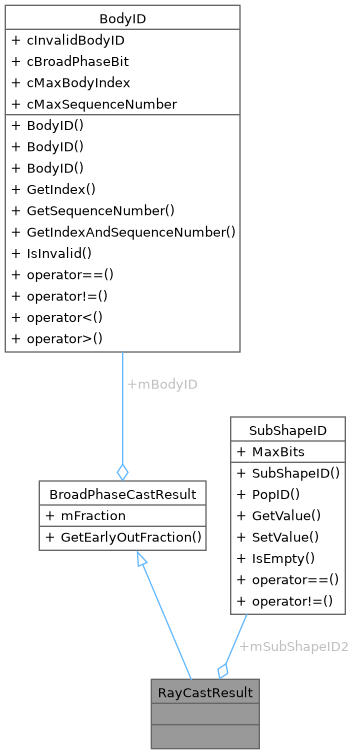 BodyID
+ cInvalidBodyID
+ cBroadPhaseBit
+ cMaxBodyIndex
+ cMaxSequenceNumber
+ BodyID()
+ BodyID()
+ BodyID()
+ GetIndex()
+ GetSequenceNumber()
+ GetIndexAndSequenceNumber()
+ IsInvalid()
+ operator==()
+ operator!=()
+ operator<()
+ operator>()
+mBodyID
SubShapeID
+ MaxBits
+ SubShapeID()
+ PopID()
+ GetValue()
+ SetValue()
+ IsEmpty()
+ operator==()
+ operator!=()
BroadPhaseCastResult
+ mFraction
+ GetEarlyOutFraction()
+mSubShapeID2
RayCastResult